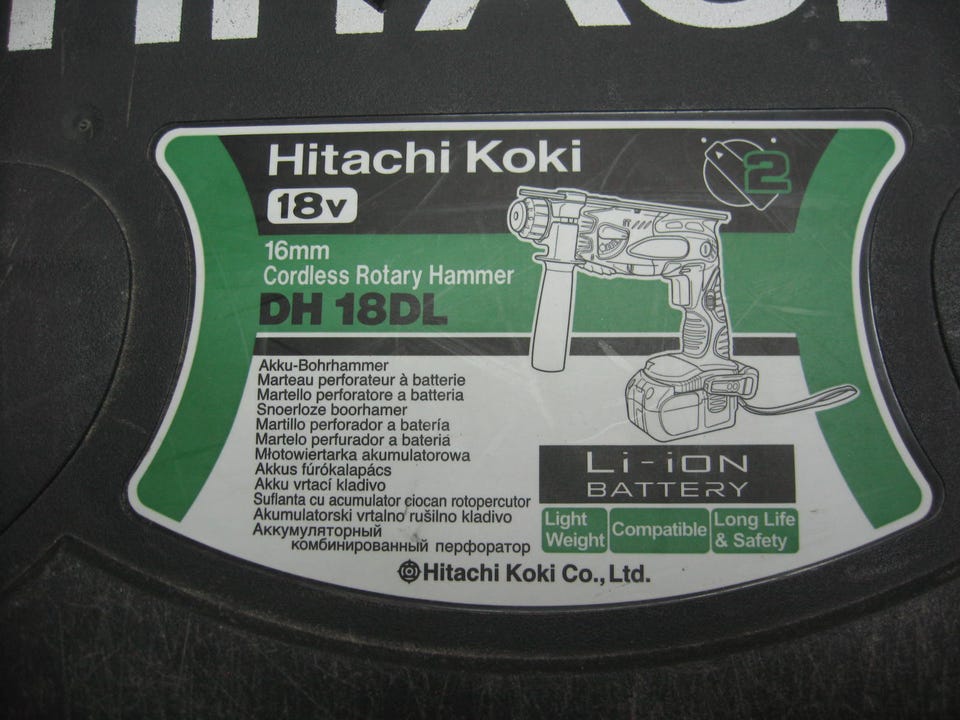 HITACHI
Hitachi Koki
2
18v
16mm
Cordless Rotary Hammer
DH 18DL
Akku-Bohrhammer
Marteau perforateur à batterie
Martello perforatore a batteria
Snoerloze boorhamer
Martillo perforador a batería
Martelo perfurador a bateria
Młotowiertarka akumulatorowa
Akkus fúrókalapács
Akku vrtací kladivo
Suflanta cu acumulator ciocan rotopercutor
Akumulatorski vrtalno rušilno kladivo
Аккумуляторный
комбинированный перфоратор
Li-iON
BATTERY
Light
Weight
Compatible
Long Life
& Safety
Hitachi Koki Co., Ltd.